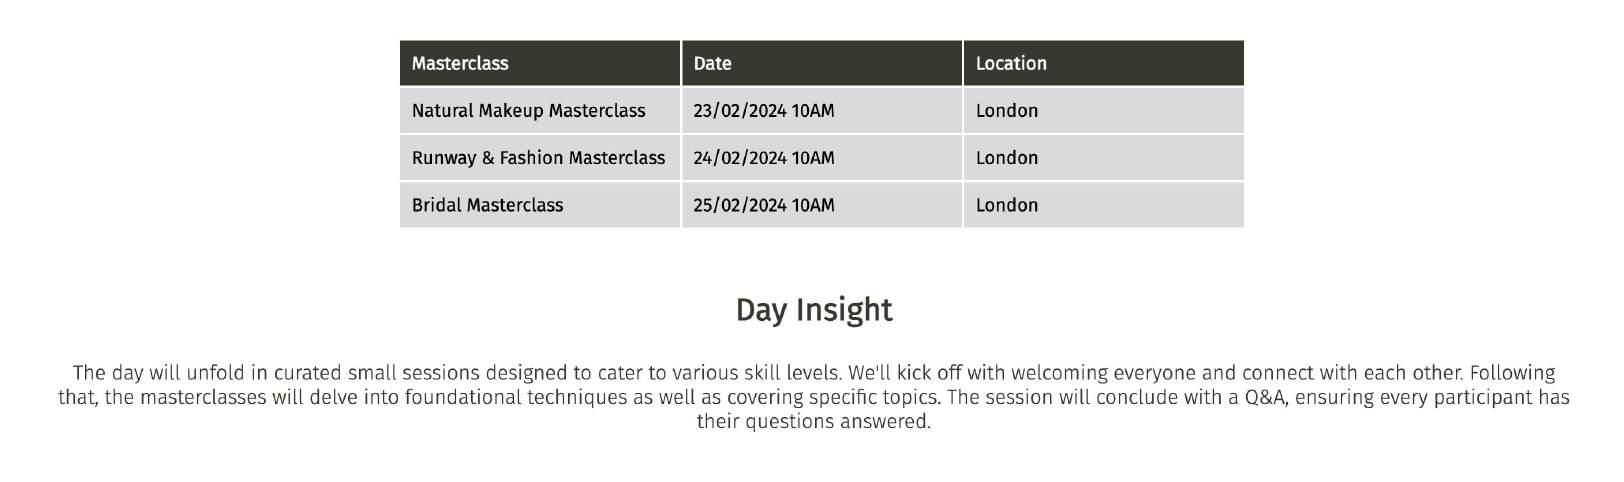 Masterclass Date Location
Natural Makeup Masterclass 23/02/2024 10AM London
Runway & Fashion Masterclass 24/02/2024 10AM London
Bridal Masterclass 25/02/2024 10AM London
Day Insight
The day will unfold in curated small sessions designed to cater to various skill levels. We'll kick off with welcoming everyone and connect with each other. Following
that, the masterclasses will delve into foundational techniques as well as covering specific topics. The session will conclude with a Q&A, ensuring every participant has
their questions answered.